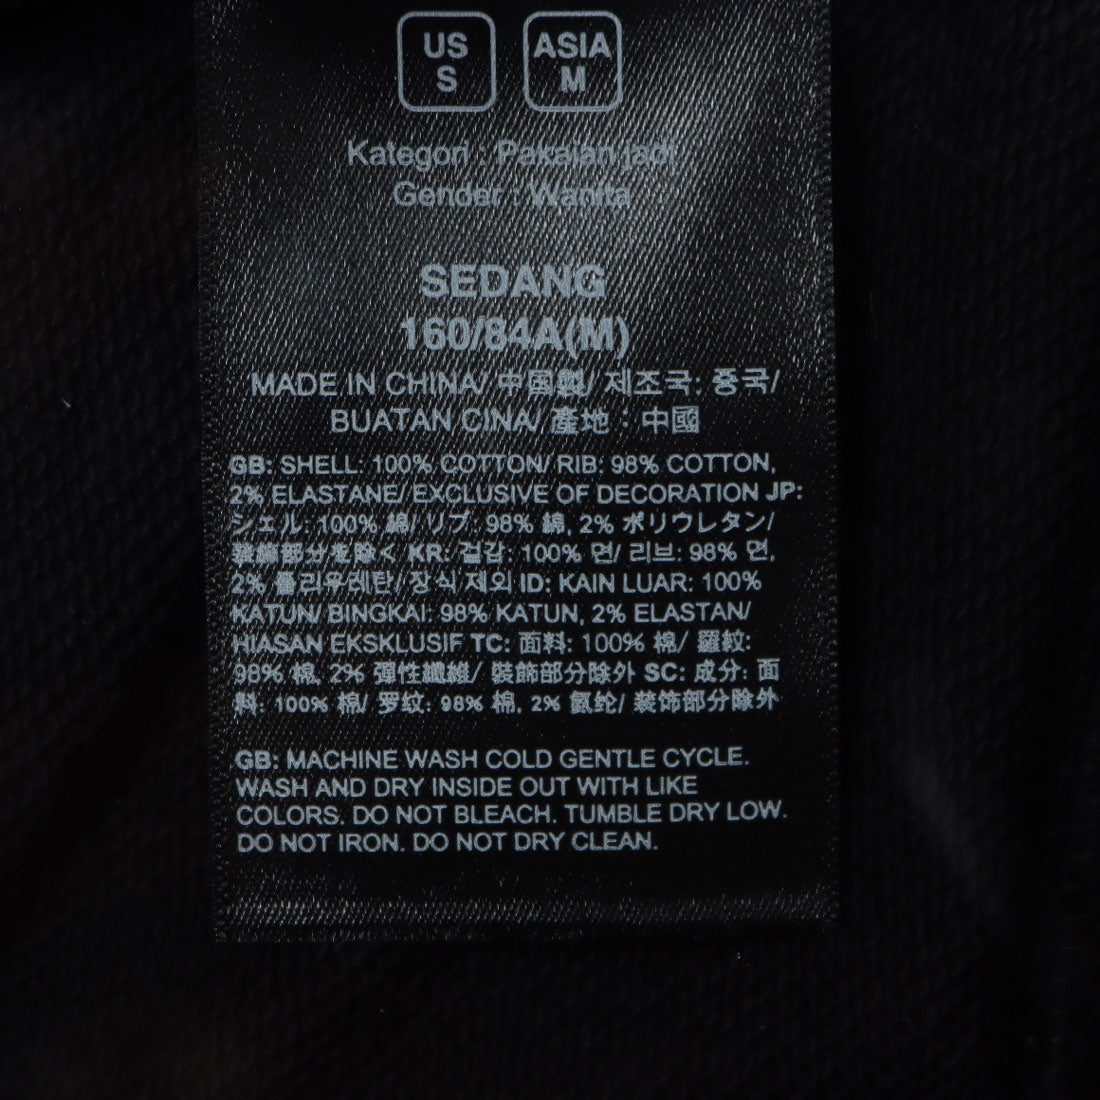 US
S
ASIA
M
Kategori : Pakaian jadi
Gender : Wanita
SEDANG
160/84A(M)
MADE IN CHINA/ 中国製/ 제조국: 중국/
BUATAN CINA/ 產地：中國
GB: SHELL: 100% COTTON/ RIB: 98% COTTON,
2% ELASTANE/ EXCLUSIVE OF DECORATION JP:
シェル: 100% 綿/ リブ: 98% 綿, 2% ポリウレタン/
装飾部分を除く KR: 겉감: 100% 면/ 리브: 98% 면,
2% 폴리우레탄/ 장식 제외 ID: KAIN LUAR: 100%
KATUN/ BINGKAI: 98% KATUN, 2% ELASTAN/
HIASAN EKSKLUSIF TC: 面料: 100% 棉/ 羅紋:
98% 棉, 2% 彈性纖維/ 裝飾部分除外 SC: 成分: 面
料: 100% 棉/ 罗纹: 98% 棉, 2% 氨纶/ 装饰部分除外
GB: MACHINE WASH COLD GENTLE CYCLE.
WASH AND DRY INSIDE OUT WITH LIKE
COLORS. DO NOT BLEACH. TUMBLE DRY LOW.
DO NOT IRON. DO NOT DRY CLEAN.